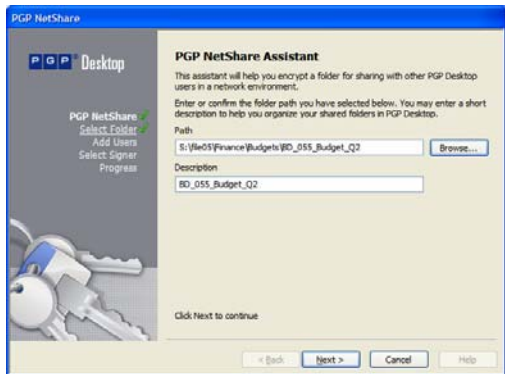 PGP NetShare
PGP Desktop
PGP NetShare
Select Folder
Add Users
Select Signer
Progress
PGP NetShare Assistant
This assistant will help you encrypt a folder for sharing with other PGP Desktop
users in a network environment.
Enter or confirm the folder path you have selected below. You may enter a short
description to help you organize your shared folders in PGP Desktop.
Path
S:\file05\Finance\Budgets\BD_055_Budget_Q2
Browse...
Description
BD_055_Budget_Q2
Click Next to continue
< Back
Next >
Cancel
Help